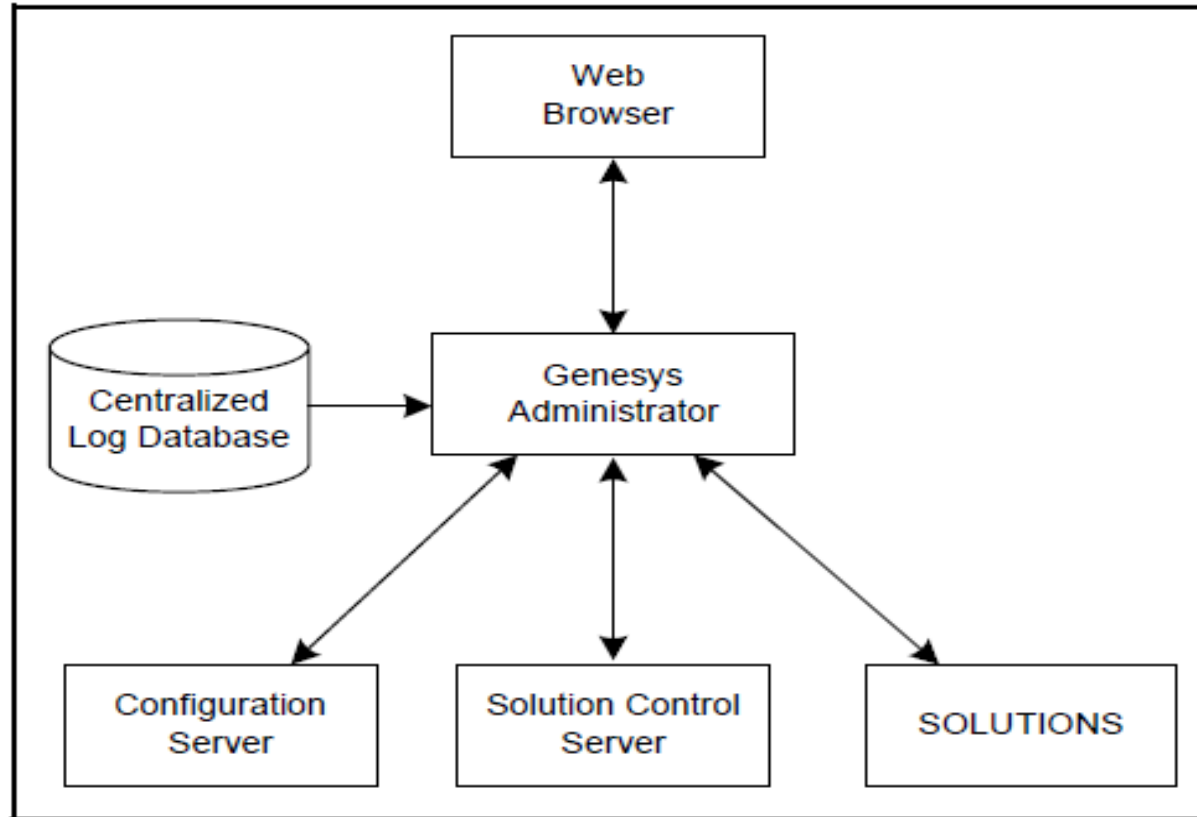 Web
Browser
Genesys
Administrator
Centralized
Log Database
Configuration
Server
Solution Control
Server
SOLUTIONS